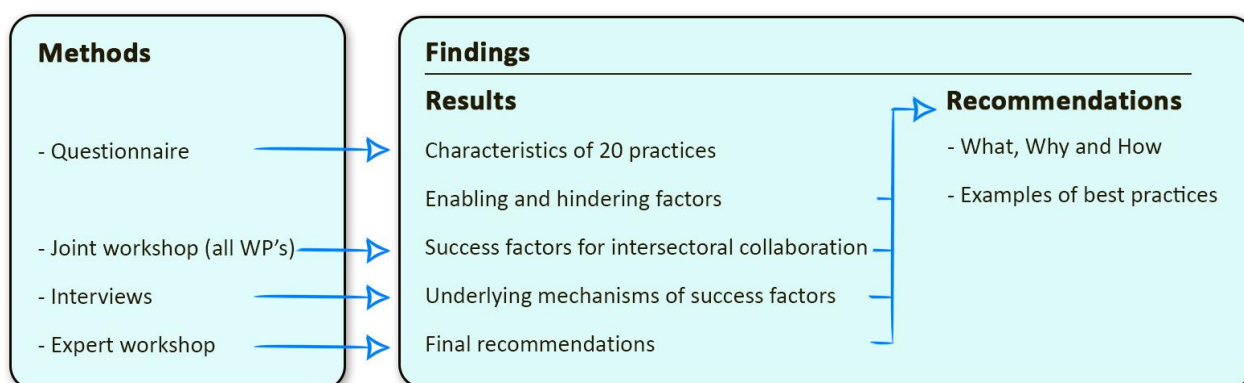 Methods
- Questionnaire
- Joint workshop (all WP's)
- Interviews
- Expert workshop
Findings
Results
Characteristics of 20 practices
Enabling and hindering factors
Success factors for intersectoral collaboration
Underlying mechanisms of success factors
Final recommendations
Recommendations
- What, Why and How
- Examples of best practices